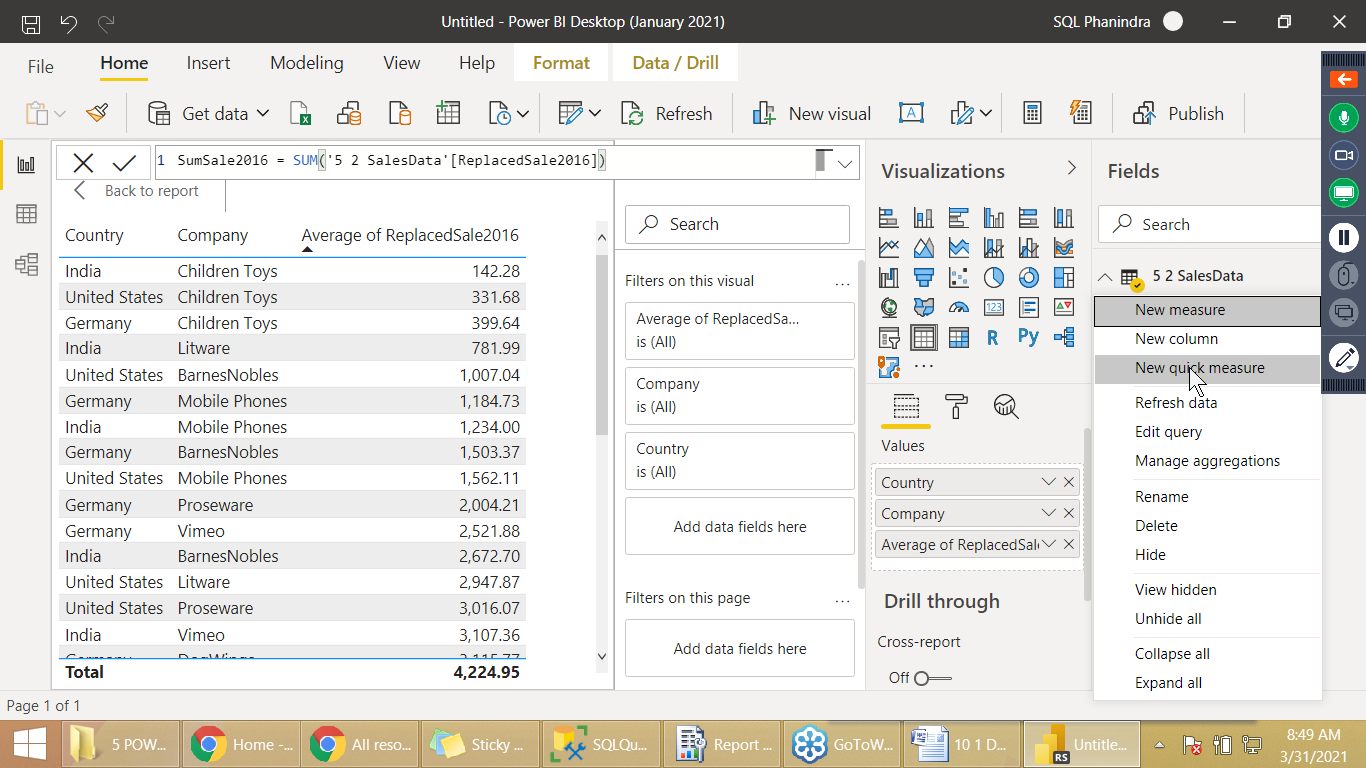 Untitled - Power BI Desktop (January 2021)
SQL Phanindra
File
Home
Insert
Modeling
View
Help
Format
Data / Drill
Get data
Refresh
New visual
Publish
1 SumSale2016 = SUM('5 2 SalesData'[ReplacedSale2016])
Back to report
Country Company Average of ReplacedSale2016
India Children Toys 142.28
United States Children Toys 331.68
Germany Children Toys 399.64
India Litware 781.99
United States BarnesNobles 1,007.04
Germany Mobile Phones 1,184.73
India Mobile Phones 1,234.00
Germany BarnesNobles 1,503.37
United States Mobile Phones 1,562.11
Germany Proseware 2,004.21
Germany Vimeo 2,521.88
India BarnesNobles 2,672.70
United States Litware 2,947.87
United States Proseware 3,016.07
India Vimeo 3,107.36
Total 4,224.95
Search
Filters on this visual ...
Average of ReplacedSa...
is (All)
Company
is (All)
Country
is (All)
Add data fields here
Filters on this page ...
Add data fields here
Visualizations
R Py
123
...
Values
Country
Company
Average of ReplacedSal
Drill through
Cross-report
Off
Fields
Search
5 2 SalesData
New measure
New column
New quick measure
Refresh data
Edit query
Manage aggregations
Rename
Delete
Hide
View hidden
Unhide all
Collapse all
Expand all
Page 1 of 1
5 POW...
Home -...
All reso...
Sticky ...
SQLQu...
Report ...
GoToW...
10 1 D...
RS
Untitle...
8:49 AM
3/31/2021